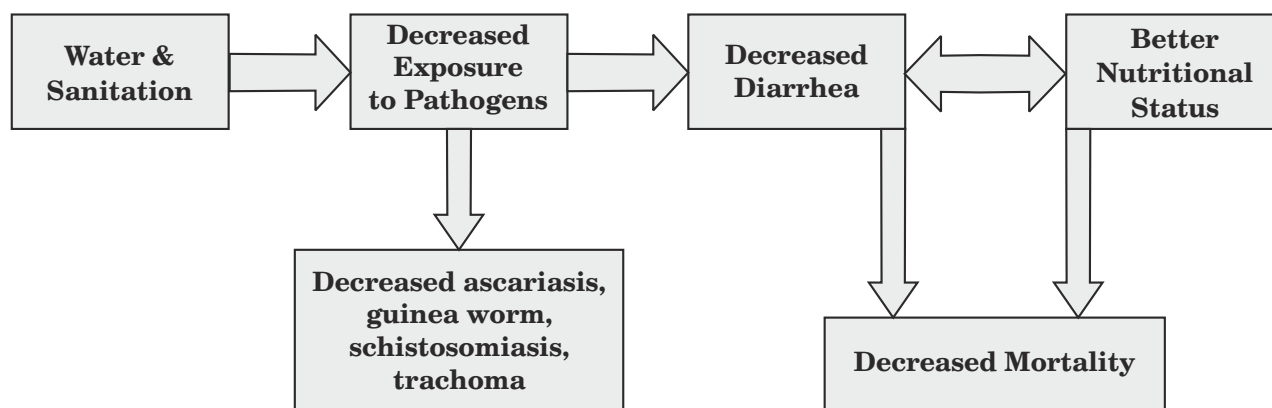 Water &
Sanitation
Decreased
Exposure
to Pathogens
Decreased
Diarrhea
Better
Nutritional
Status
Decreased ascariasis,
guinea worm,
schistosomiasis,
trachoma
Decreased Mortality